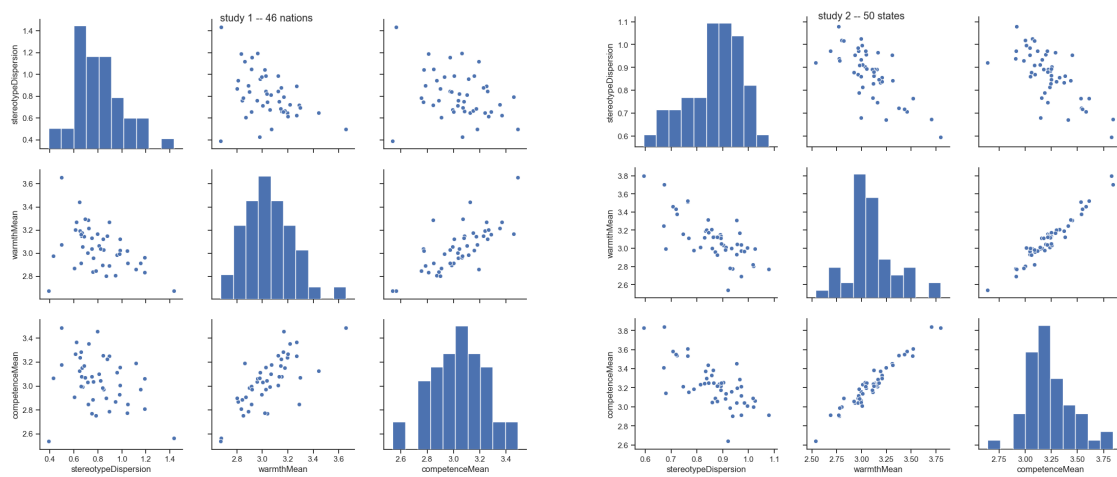 study 1 -- 46 nations
stereotypeDispersion
1.4
1.2
1.0
0.8
0.6
0.4
warmthMean
3.6
3.4
3.2
3.0
2.8
competenceMean
3.4
3.2
3.0
2.8
2.6
0.4 0.6 0.8 1.0 1.2 1.4
stereotypeDispersion
2.8 3.0 3.2 3.4 3.6
warmthMean
2.6 2.8 3.0 3.2 3.4
competenceMean
study 2 -- 50 states
stereotypeDispersion
1.1
1.0
0.9
0.8
0.7
0.6
warmthMean
3.8
3.6
3.4
3.2
3.0
2.8
2.6
competenceMean
3.8
3.6
3.4
3.2
3.0
2.8
2.6
0.6 0.7 0.8 0.9 1.0 1.1
stereotypeDispersion
2.50 2.75 3.00 3.25 3.50 3.75
warmthMean
2.75 3.00 3.25 3.50 3.75
competenceMean